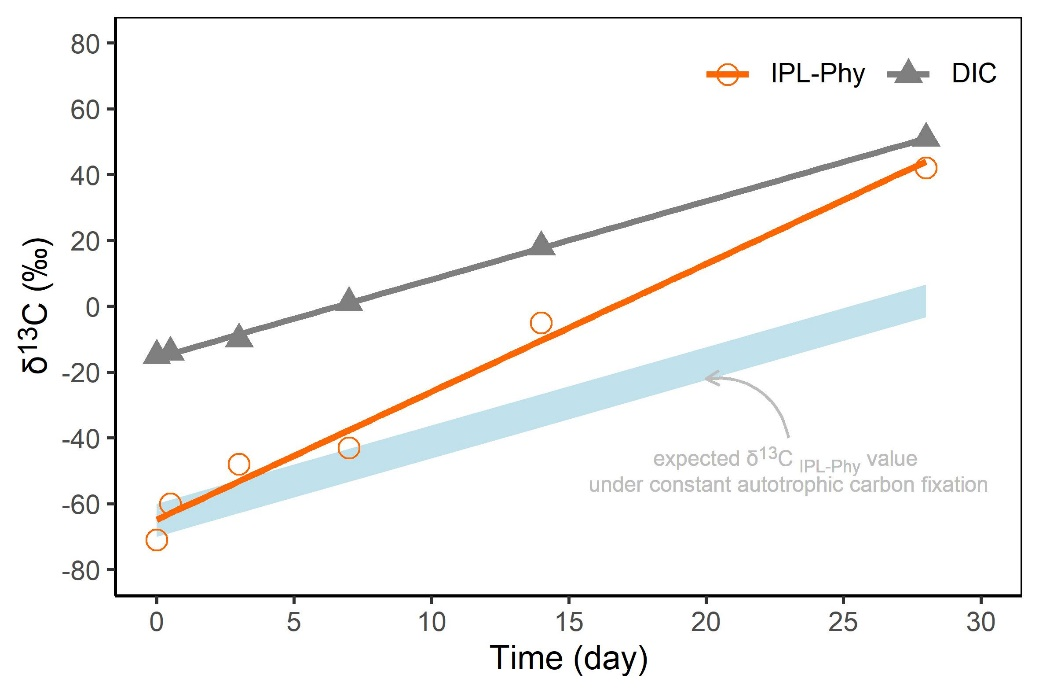 80
60
40
20
0
-20
-40
-60
-80
δ13C (‰)
IPL-Phy DIC
expected δ13C IPL-Phy value
under constant autotrophic carbon fixation
0 5 10 15 20 25 30
Time (day)